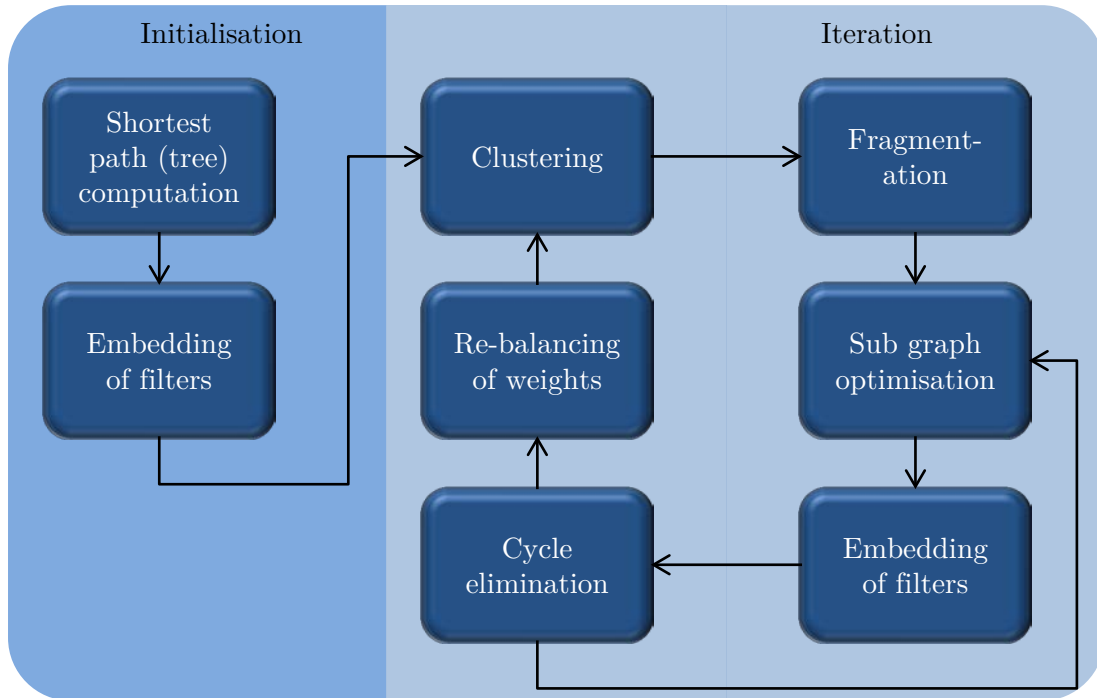 Initialisation
Iteration
Shortest
path (tree)
computation
Clustering
Fragment-
ation
Embedding
of filters
Re-balancing
of weights
Sub graph
optimisation
Cycle
elimination
Embedding
of filters